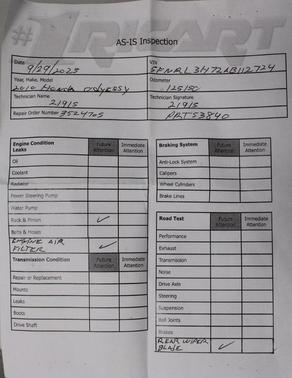 #1 RICART
AS-IS Inspection
Date 9/29/2025
VIN 5FNRL3H72AB112724
Year, Make, Model 2010 Honda Odyssey
Odometer 125150
Technician Name 21915
Technician Signature 21915
Repair Order Number 3524705
PRT53840
Engine Condition Future Attention Immediate Attention
Leaks
Oil
Coolant
Radiator
Power Steering Pump
Water Pump
Rack & Pinion ✓
Belts & Hoses
ENGINE AIR FILTER ✓
Transmission Condition Future Attention Immediate Attention
Repair or Replacement
Mounts
Leaks
Boots
Drive Shaft
Braking System Future Attention Immediate Attention
Anti-Lock System
Calipers
Wheel Cylinders
Brake Lines
Road Test Future Attention Immediate Attention
Performance
Exhaust
Transmission
Noise
Drive Axle
Steering
Suspension
Ball Joints
Brakes
REAR WIPER
BLADE ✓